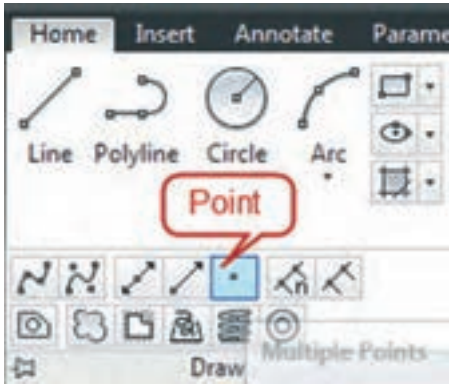 Home Insert Annotate Parame
Line Polyline Circle Arc
Point
Draw Multiple Points